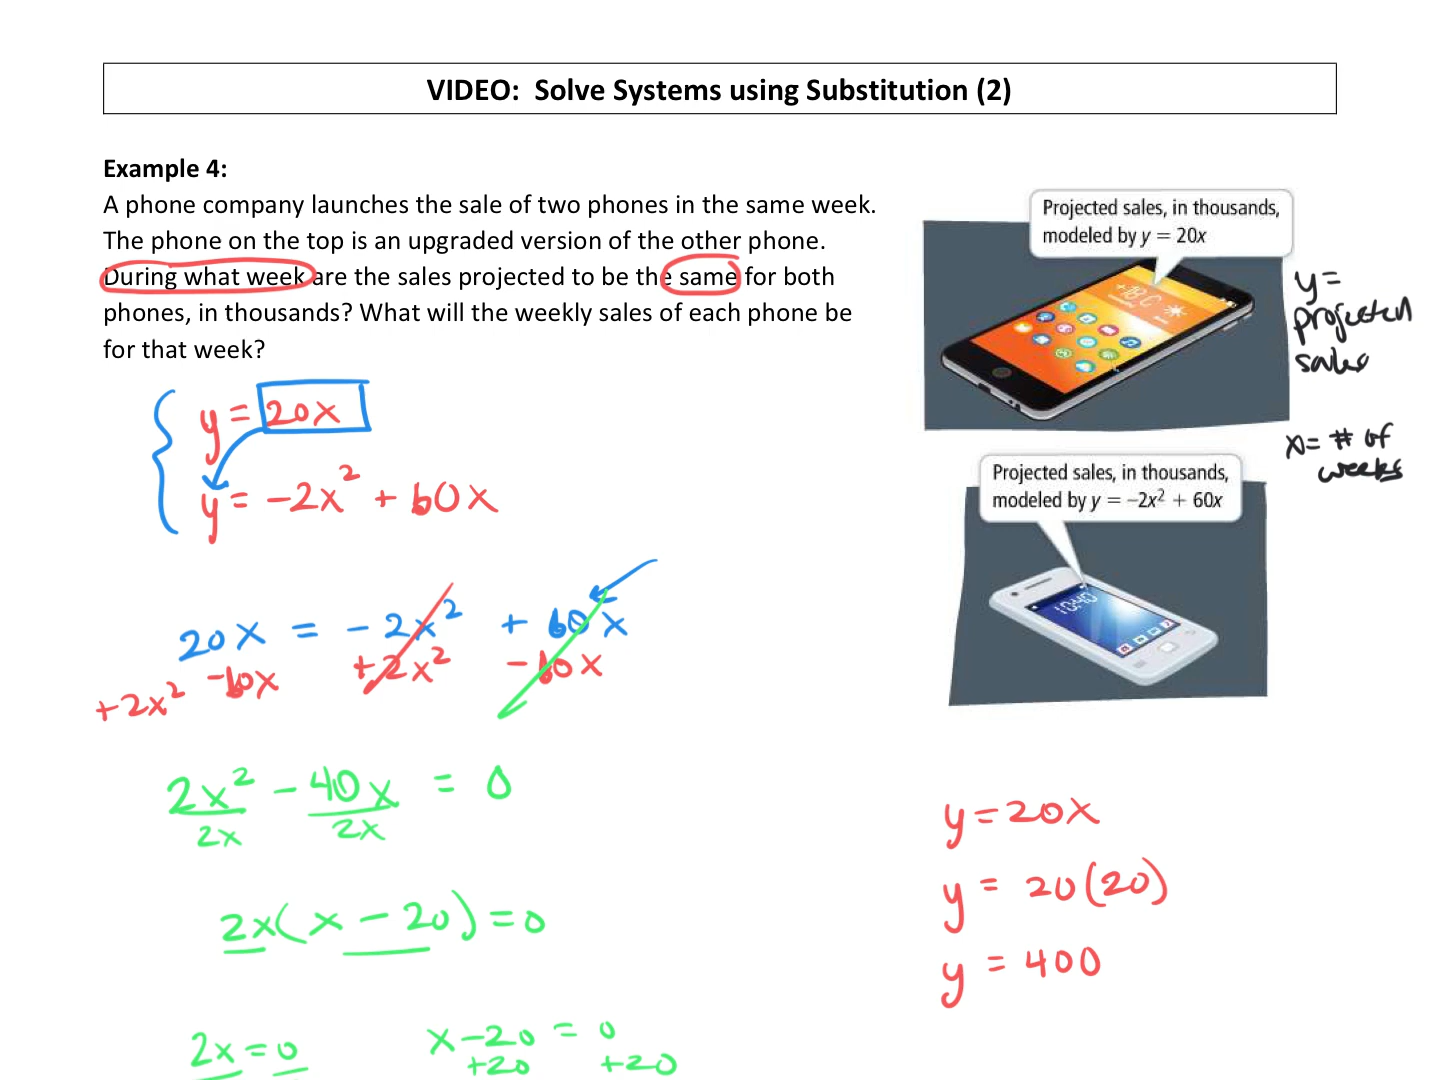 VIDEO: Solve Systems using Substitution (2)
Example 4:
A phone company launches the sale of two phones in the same week.
The phone on the top is an upgraded version of the other phone.
During what week are the sales projected to be the same for both
phones, in thousands? What will the weekly sales of each phone be
for that week?
Projected sales, in thousands,
modeled by y = 20x
+18 C
y =
projected
sales
x = # of
weeks
Projected sales, in thousands,
modeled by y = −2x² + 60x
10:40
y = 20x
y = -2x² + 60x
20x = -2x² + 60x
+2x² -60x +2x² -60x
2x² - 40x = 0
2x 2x
2x(x - 20) = 0
2x = 0 x - 20 = 0
+20 +20
y = 20x
y = 20(20)
y = 400